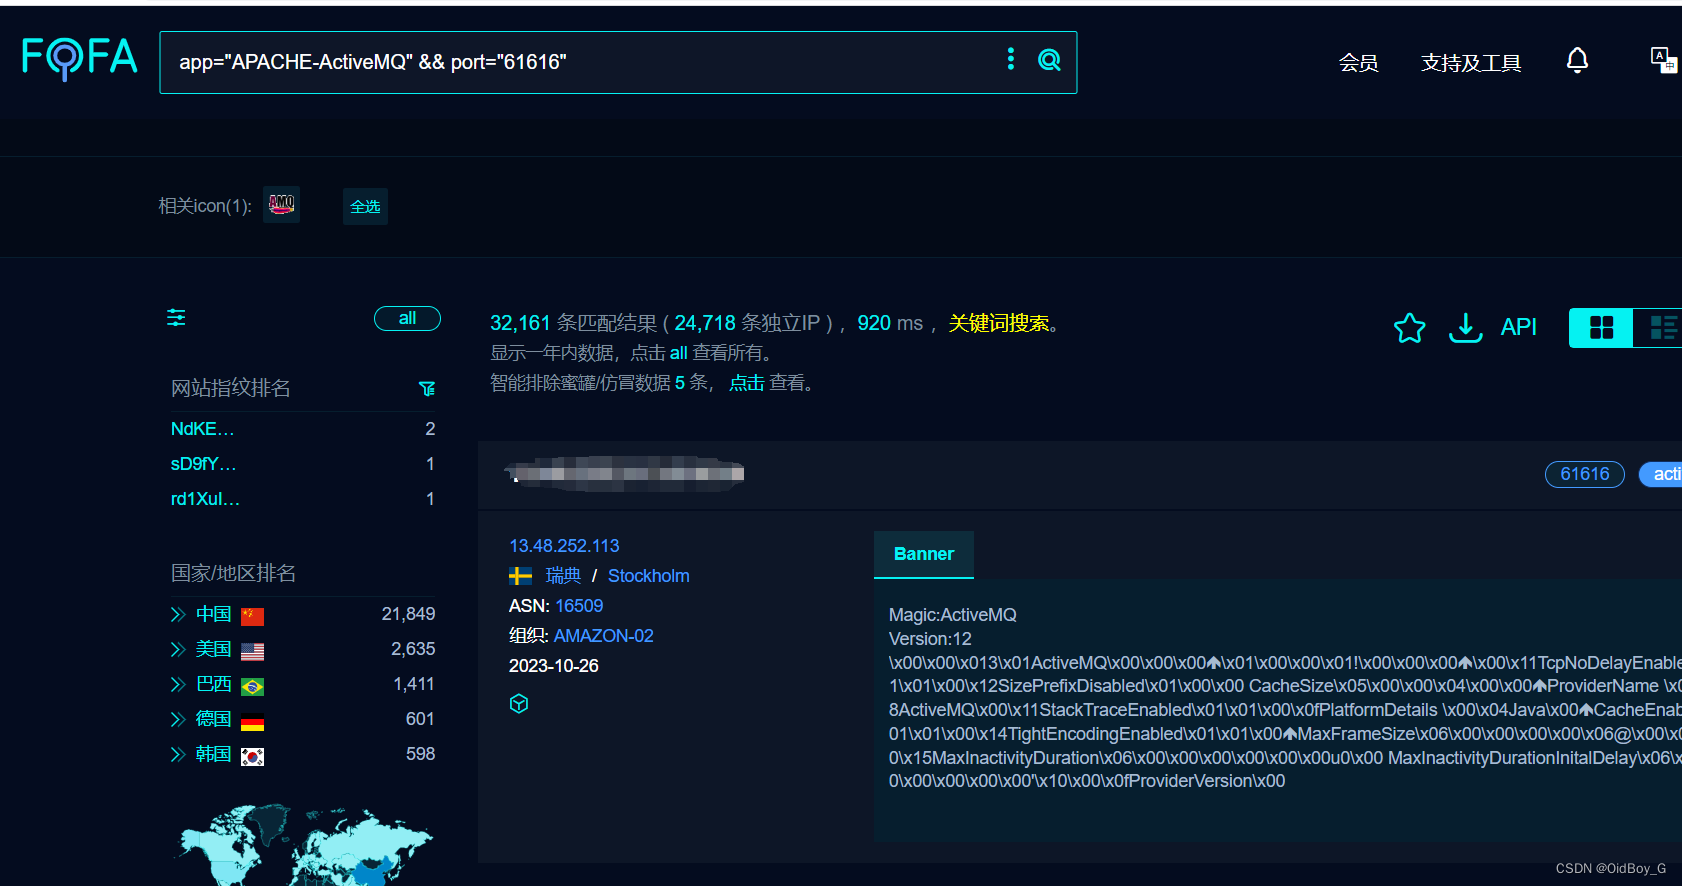 FOFA
app="APACHE-ActiveMQ" && port="61616"
会员
支持及工具
相关icon(1):
AMQ
全选
all
32,161 条匹配结果 ( 24,718 条独立IP ) ，920 ms ，关键词搜索。
显示一年内数据，点击 all 查看所有。
智能排除蜜罐/仿冒数据 5 条， 点击 查看。
API
网站指纹排名
NdKE... 2
sD9fY... 1
rd1XuI... 1
国家/地区排名
中国 21,849
美国 2,635
巴西 1,411
德国 601
韩国 598
61616
acti
13.48.252.113
瑞典 / Stockholm
ASN: 16509
组织: AMAZON-02
2023-10-26
Banner
Magic:ActiveMQ
Version:12
\x00\x00\x013\x01ActiveMQ\x00\x00\x00\x01\x00\x00\x01!\x00\x00\x00\x00\x11TcpNoDelayEnable
1\x01\x00\x12SizePrefixDisabled\x01\x00\x00 CacheSize\x05\x00\x00\x04\x00\x00ProviderName \x0
8ActiveMQ\x00\x11StackTraceEnabled\x01\x01\x00\x0fPlatformDetails \x00\x04Java\x00CacheEnab
01\x01\x00\x14TightEncodingEnabled\x01\x01\x00MaxFrameSize\x06\x00\x00\x00\x00\x06@\x00\x0
0\x15MaxInactivityDuration\x06\x00\x00\x00\x00\x00\x00u0\x00 MaxInactivityDurationInitalDelay\x06\x
0\x00\x00\x00\x00'\x10\x00\x0fProviderVersion\x00
CSDN @OidBoy_G